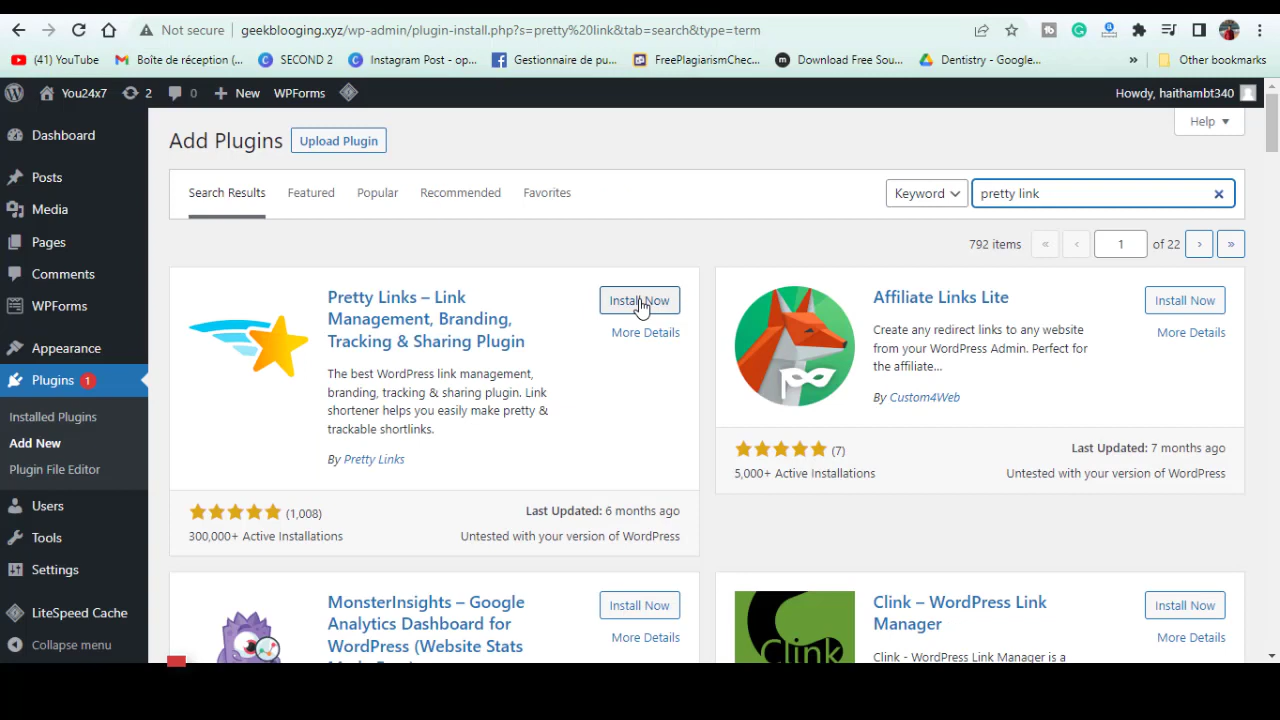 Not secure geekblooging.xyz/wp-admin/plugin-install.php?s=pretty%20link&tab=search&type=term
(41) YouTube Boîte de réception (... SECOND 2 Instagram Post - op... Gestionnaire de pu... FreePlagiarismChec... Download Free Sou... Dentistry - Google... » Other bookmarks
You24x7 2 0 New WPForms Howdy, haithambt340
Dashboard
Posts
Media
Pages
Comments
WPForms
Appearance
Plugins 1
Installed Plugins
Add New
Plugin File Editor
Users
Tools
Settings
LiteSpeed Cache
Collapse menu
Help
Add Plugins Upload Plugin
Search Results Featured Popular Recommended Favorites Keyword pretty link
792 items « ‹ 1 of 22 › »
Pretty Links – Link
Management, Branding,
Tracking & Sharing Plugin
Install Now
More Details
The best WordPress link management,
branding, tracking & sharing plugin. Link
shortener helps you easily make pretty &
trackable shortlinks.
By Pretty Links
(1,008)
300,000+ Active Installations
Last Updated: 6 months ago
Untested with your version of WordPress
Affiliate Links Lite
Install Now
More Details
Create any redirect links to any website
from your WordPress Admin. Perfect for
the affiliate...
By Custom4Web
(7)
5,000+ Active Installations
Last Updated: 7 months ago
Untested with your version of WordPress
MonsterInsights – Google
Analytics Dashboard for
WordPress (Website Stats
Install Now
More Details
Clink – WordPress Link
Manager
Install Now
More Details
Clink - WordPress Link Manager is a
Clink